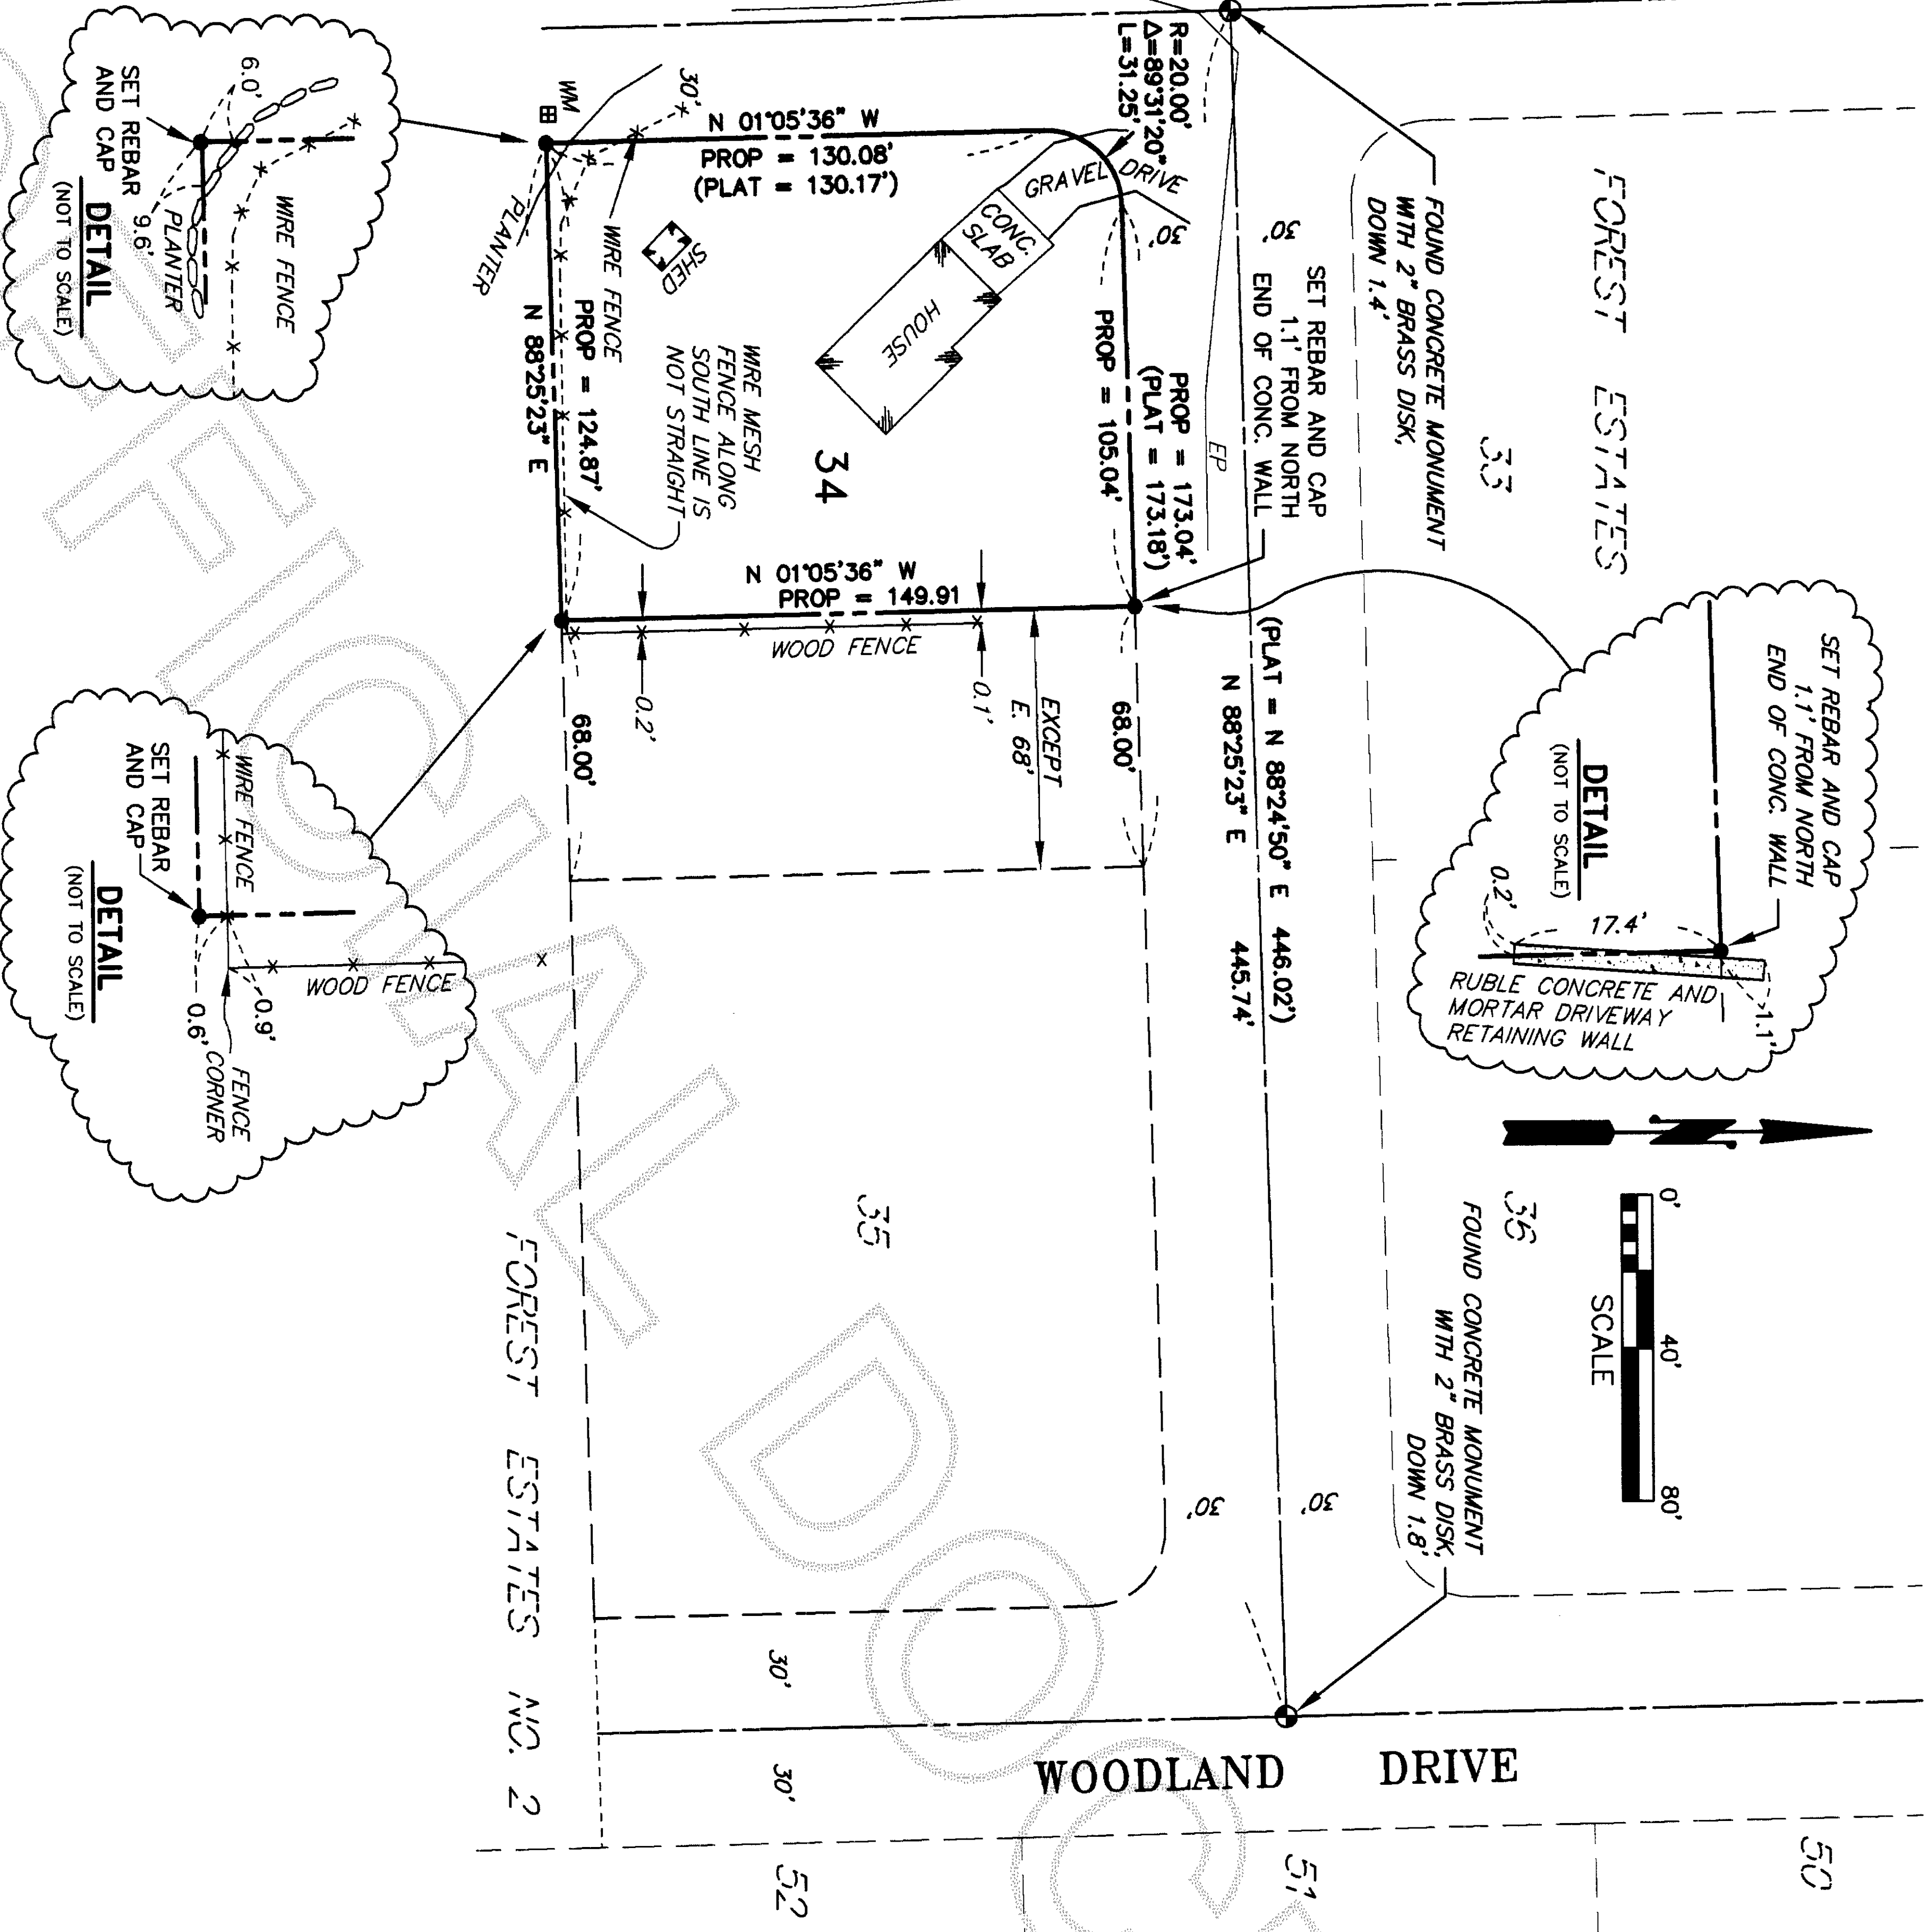 FOREST ESTATES
33
36
50
51
52
WOODLAND DRIVE
FOUND CONCRETE MONUMENT
WITH 2" BRASS DISK,
DOWN 1.4'
FOUND CONCRETE MONUMENT
WITH 2" BRASS DISK,
DOWN 1.8'
0'
40'
80'
SCALE
SET REBAR AND CAP
1.1' FROM NORTH
END OF CONC. WALL
DETAIL
(NOT TO SCALE)
0.2'
17.4'
1.1'
RUBLE CONCRETE AND
MORTAR DRIVEWAY
RETAINING WALL
SET REBAR AND CAP
1.1' FROM NORTH
END OF CONC. WALL
30'
30'
EP
(PLAT = N 88°24'50" E 446.02')
N 88°25'23" E 445.74'
30'
30'
R=20.00'
Δ=89°31'20"
L=31.25'
PROP = 173.04'
(PLAT = 173.18')
PROP = 105.04'
68.00'
GRAVEL DRIVE
CONC.
SLAB
HOUSE
SHED
N 01°05'36" W
PROP = 130.08'
(PLAT = 130.17')
30'
WM
PLANTER
WIRE FENCE
34
WIRE MESH
FENCE ALONG
SOUTH LINE IS
NOT STRAIGHT
N 01°05'36" W
PROP = 149.91
WOOD FENCE
0.1'
0.2'
EXCEPT
E. 68'
PROP = 124.87'
N 88°25'23" E
68.00'
35
30'
30'
FOREST ESTATES NO. 2
6.0'
WIRE FENCE
PLANTER
9.6'
SET REBAR
AND CAP
DETAIL
(NOT TO SCALE)
WIRE FENCE
SET REBAR
AND CAP
WOOD FENCE
0.9'
0.6'
FENCE
CORNER
DETAIL
(NOT TO SCALE)